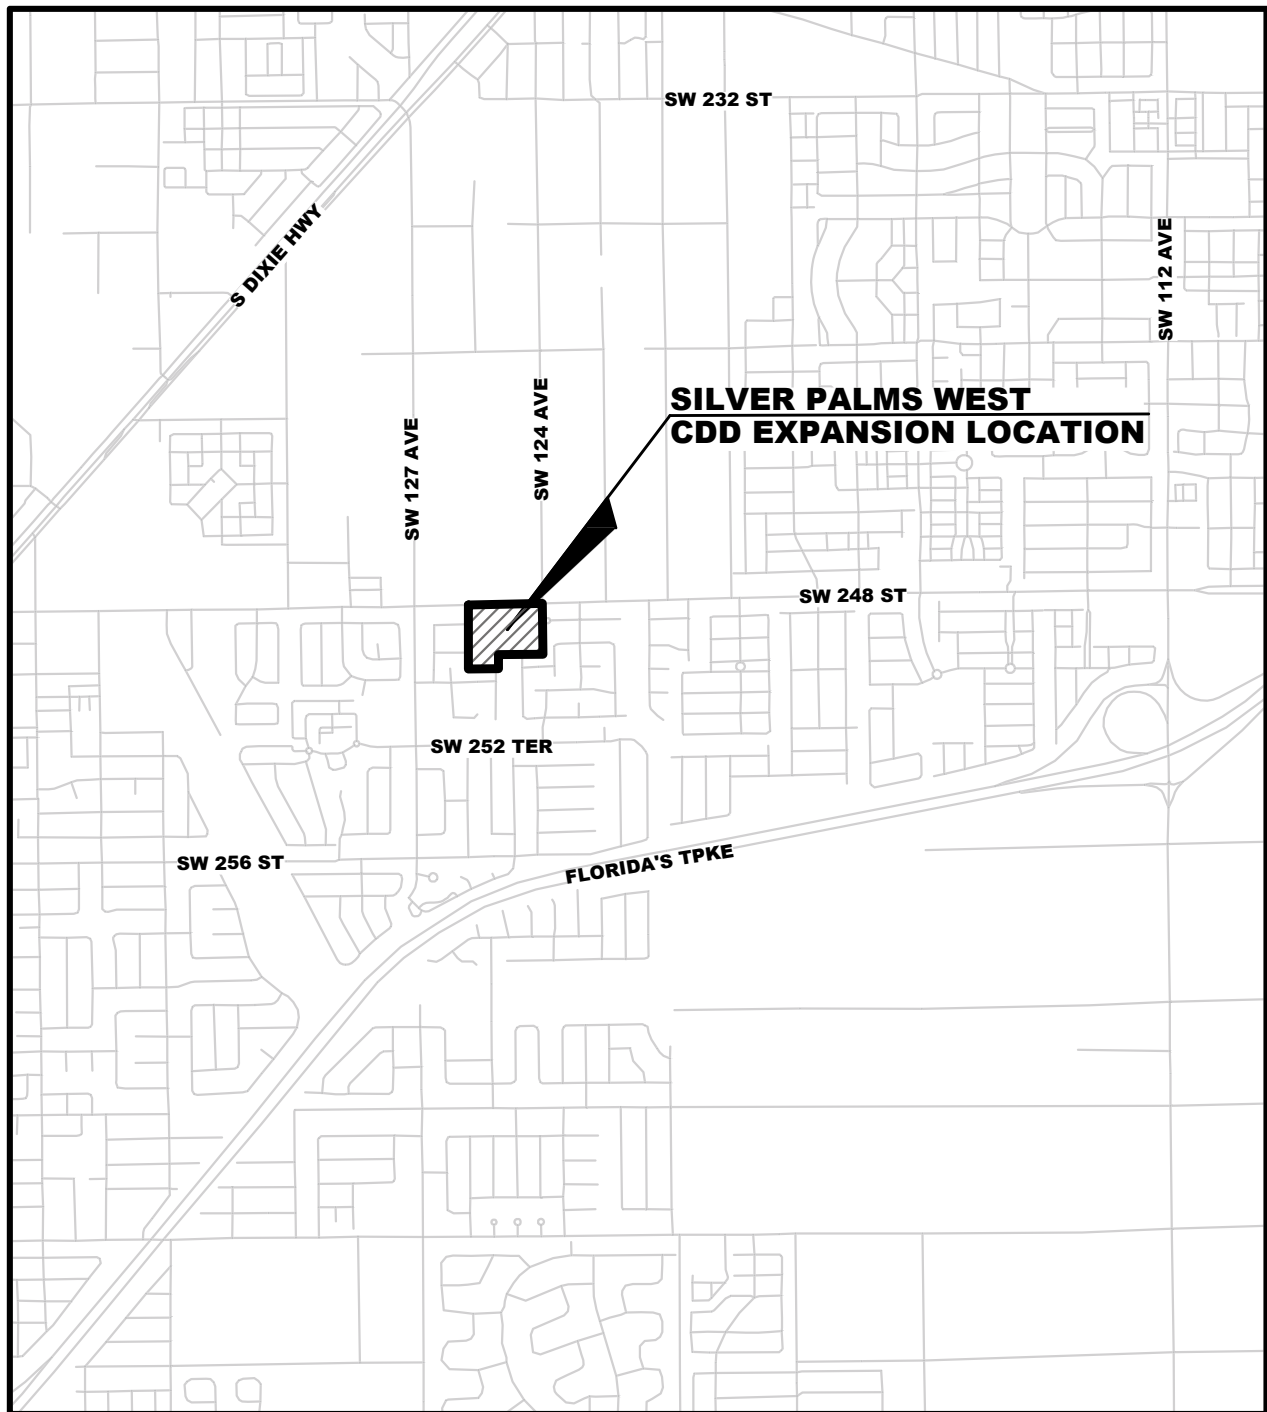 SW 232 ST
S DIXIE HWY
SW 112 AVE
SW 124 AVE
SILVER PALMS WEST
CDD EXPANSION LOCATION
SW 127 AVE
SW 248 ST
SW 252 TER
SW 256 ST
FLORIDA'S TPKE